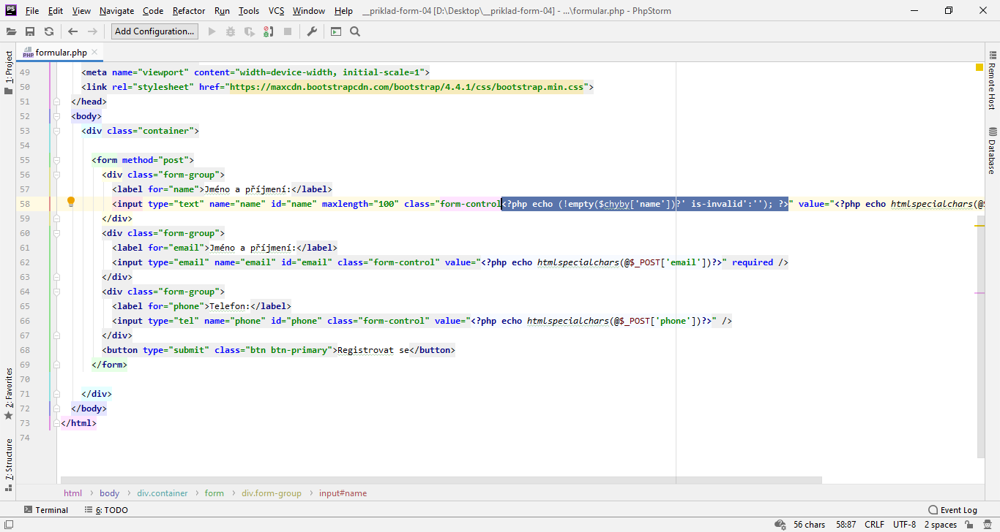 PS File Edit View Navigate Code Refactor Run Tools VCS Window Help __priklad-form-04 [D:\Desktop\__priklad-form-04] - ...\formular.php - PhpStorm
Add Configuration...
1: Project
PHP formular.php
49 <meta name="viewport" content="width=device-width, initial-scale=1">
50 <link rel="stylesheet" href="https://maxcdn.bootstrapcdn.com/bootstrap/4.4.1/css/bootstrap.min.css">
51 </head>
52 <body>
53 <div class="container">
54
55 <form method="post">
56 <div class="form-group">
57 <label for="name">Jméno a příjmení:</label>
58 <input type="text" name="name" id="name" maxlength="100" class="form-control<?php echo (!empty($chyby['name'])?' is-invalid':''); ?>" value="<?php echo htmlspecialchars(@$
59 </div>
60 <div class="form-group">
61 <label for="email">Jméno a příjmení:</label>
62 <input type="email" name="email" id="email" class="form-control" value="<?php echo htmlspecialchars(@$_POST['email'])?>" required />
63 </div>
64 <div class="form-group">
65 <label for="phone">Telefon:</label>
66 <input type="tel" name="phone" id="phone" class="form-control" value="<?php echo htmlspecialchars(@$_POST['phone'])?>" />
67 </div>
68 <button type="submit" class="btn btn-primary">Registrovat se</button>
69 </form>
70
71 </div>
72 </body>
73 </html>
74
Remote Host
Database
2: Favorites
7: Structure
html > body > div.container > form > div.form-group > input#name
Terminal 6: TODO Event Log
56 chars 58:87 CRLF UTF-8 2 spaces